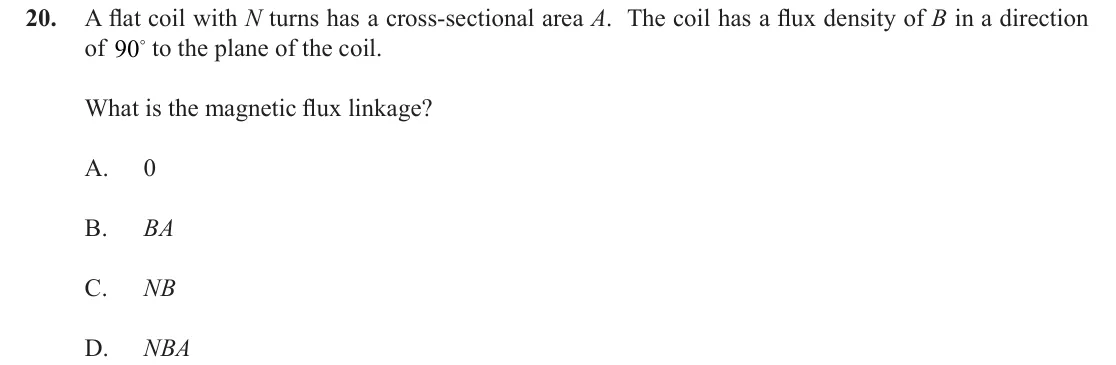 20. A flat coil with N turns has a cross-sectional area A. The coil has a flux density of B in a direction
of 90° to the plane of the coil.
What is the magnetic flux linkage?
A. 0
B. BA
C. NB
D. NBA